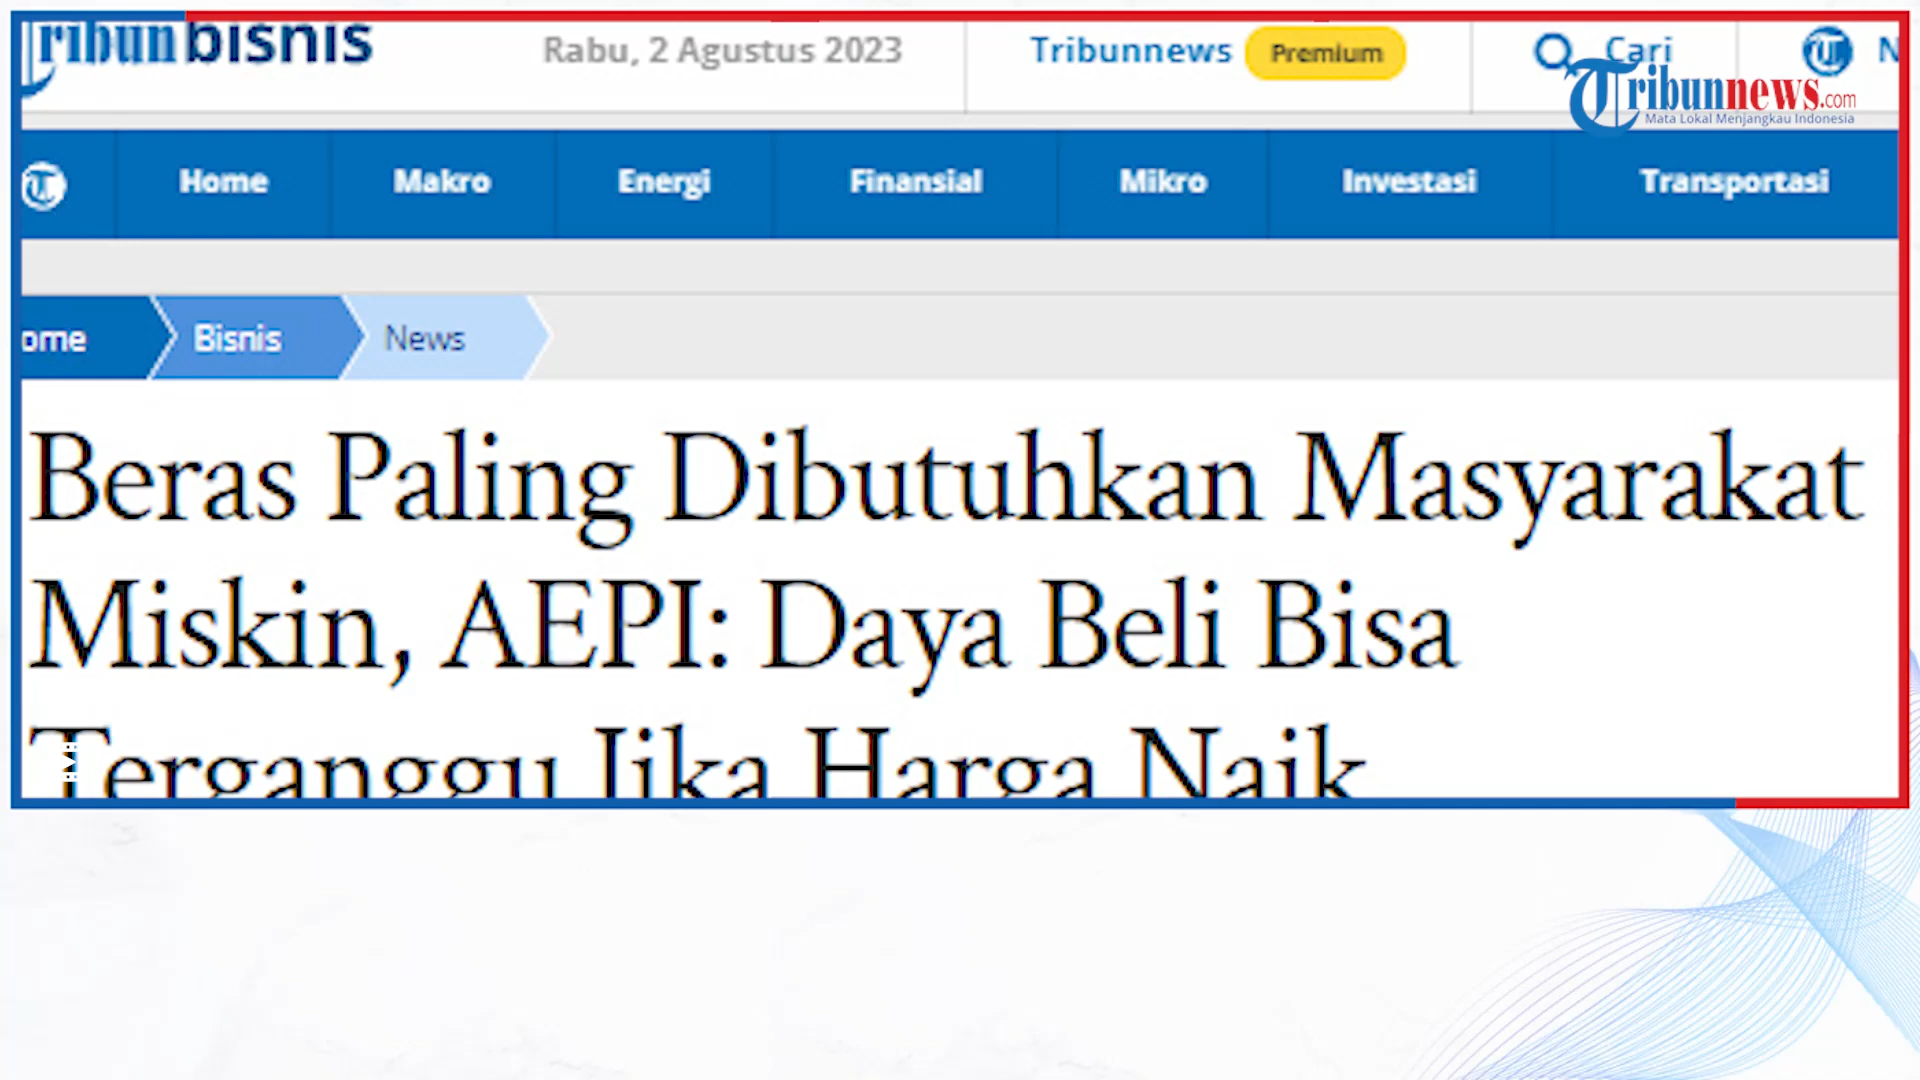 Tribunbisnis Rabu, 2 Agustus 2023 Tribunnews Premium Cari N
Tribunnews.com
Mata Lokal Menjangkau Indonesia
Home Makro Energi Finansial Mikro Investasi Transportasi
ome Bisnis News
Beras Paling Dibutuhkan Masyarakat
Miskin, AEPI: Daya Beli Bisa
Terganggu Jika Harga Naik